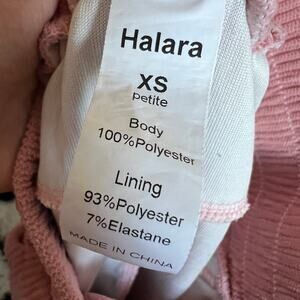 Halara
XS
petite
Body
100%Polyester
Lining
93%Polyester
7%Elastane
MADE IN CHINA